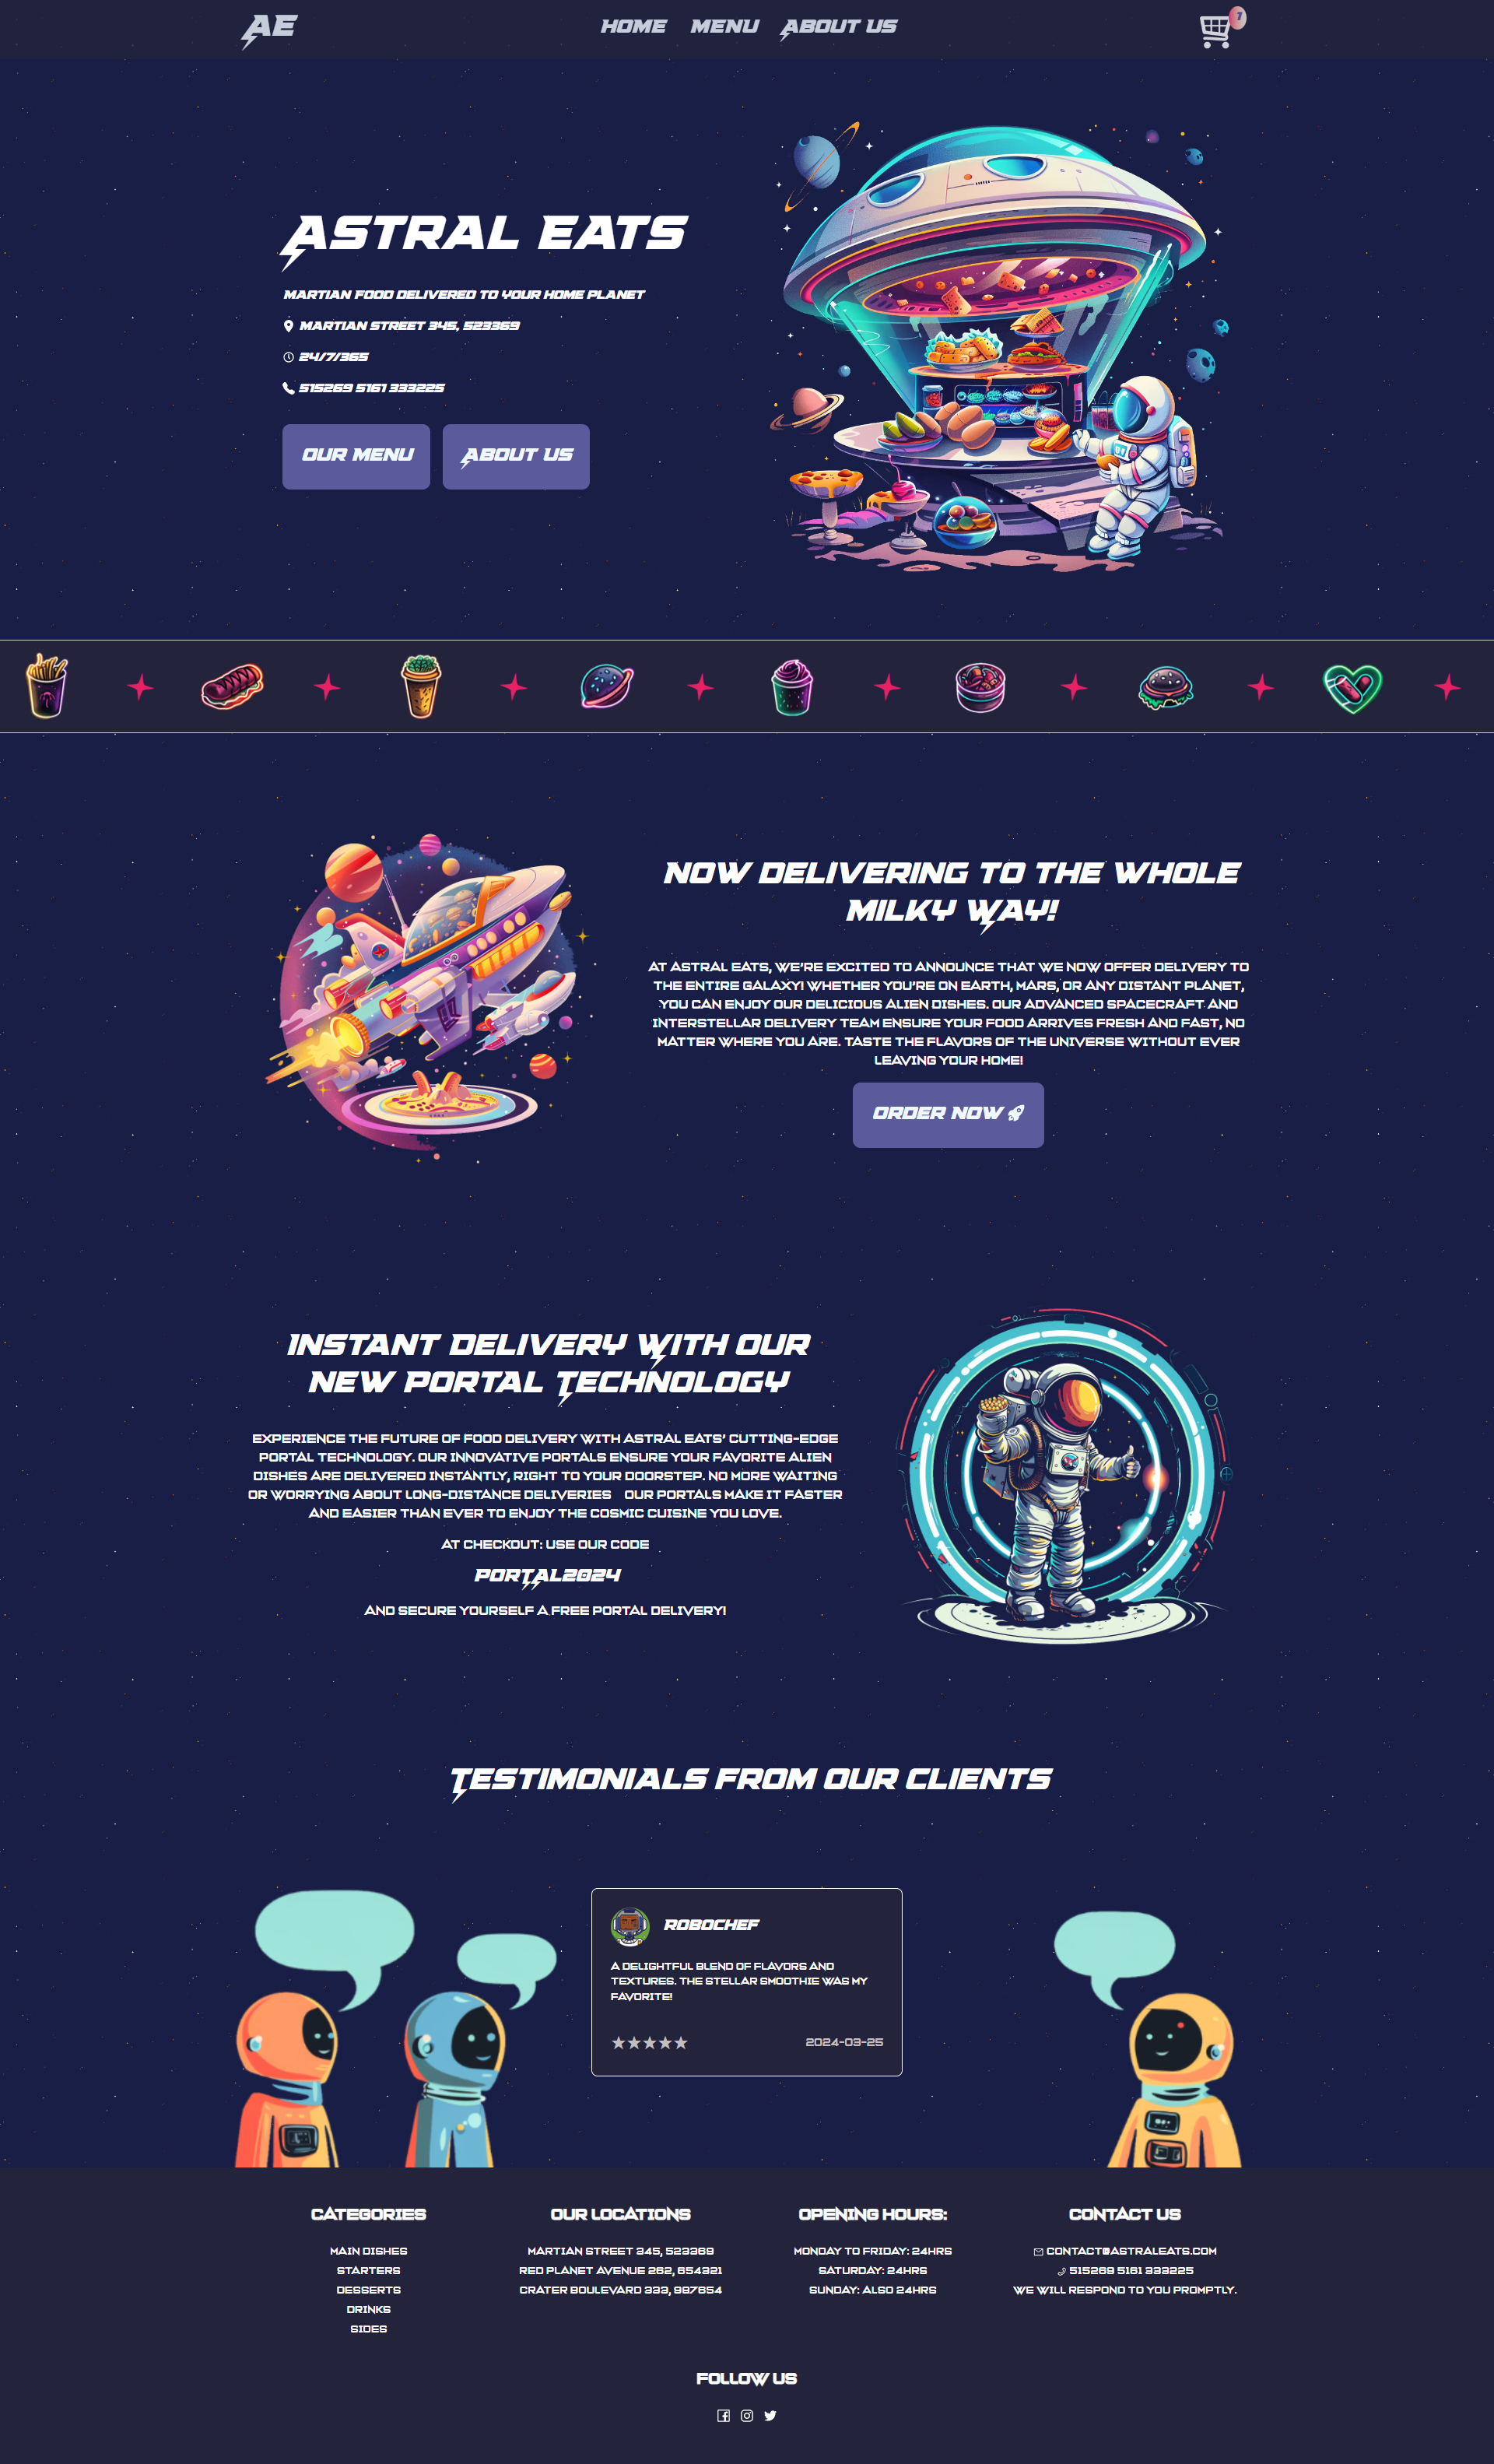 AE
HOME MENU ABOUT US
1
ASTRAL EATS
MARTIAN FOOD DELIVERED TO YOUR HOME PLANET
MARTIAN STREET 345, 523369
24/7/365
515269 5161 333225
OUR MENU
ABOUT US
NOW DELIVERING TO THE WHOLE
MILKY WAY!
AT ASTRAL EATS, WE'RE EXCITED TO ANNOUNCE THAT WE NOW OFFER DELIVERY TO
THE ENTIRE GALAXY! WHETHER YOU'RE ON EARTH, MARS, OR ANY DISTANT PLANET,
YOU CAN ENJOY OUR DELICIOUS ALIEN DISHES. OUR ADVANCED SPACECRAFT AND
INTERSTELLAR DELIVERY TEAM ENSURE YOUR FOOD ARRIVES FRESH AND FAST, NO
MATTER WHERE YOU ARE. TASTE THE FLAVORS OF THE UNIVERSE WITHOUT EVER
LEAVING YOUR HOME!
ORDER NOW
INSTANT DELIVERY WITH OUR
NEW PORTAL TECHNOLOGY
EXPERIENCE THE FUTURE OF FOOD DELIVERY WITH ASTRAL EATS' CUTTING-EDGE
PORTAL TECHNOLOGY. OUR INNOVATIVE PORTALS ENSURE YOUR FAVORITE ALIEN
DISHES ARE DELIVERED INSTANTLY, RIGHT TO YOUR DOORSTEP. NO MORE WAITING
OR WORRYING ABOUT LONG-DISTANCE DELIVERIES OUR PORTALS MAKE IT FASTER
AND EASIER THAN EVER TO ENJOY THE COSMIC CUISINE YOU LOVE.
AT CHECKOUT: USE OUR CODE
PORTAL2024
AND SECURE YOURSELF A FREE PORTAL DELIVERY!
TESTIMONIALS FROM OUR CLIENTS
ROBOCHEF
A DELIGHTFUL BLEND OF FLAVORS AND
TEXTURES. THE STELLAR SMOOTHIE WAS MY
FAVORITE!
★★★★★ 2024-03-25
CATEGORIES
MAIN DISHES
STARTERS
DESSERTS
DRINKS
SIDES
OUR LOCATIONS
MARTIAN STREET 345, 523369
RED PLANET AVENUE 262, 654321
CRATER BOULEVARD 333, 987654
OPENING HOURS:
MONDAY TO FRIDAY: 24HRS
SATURDAY: 24HRS
SUNDAY: ALSO 24HRS
CONTACT US
CONTACT@ASTRALEATS.COM
515269 5161 333225
WE WILL RESPOND TO YOU PROMPTLY.
FOLLOW US